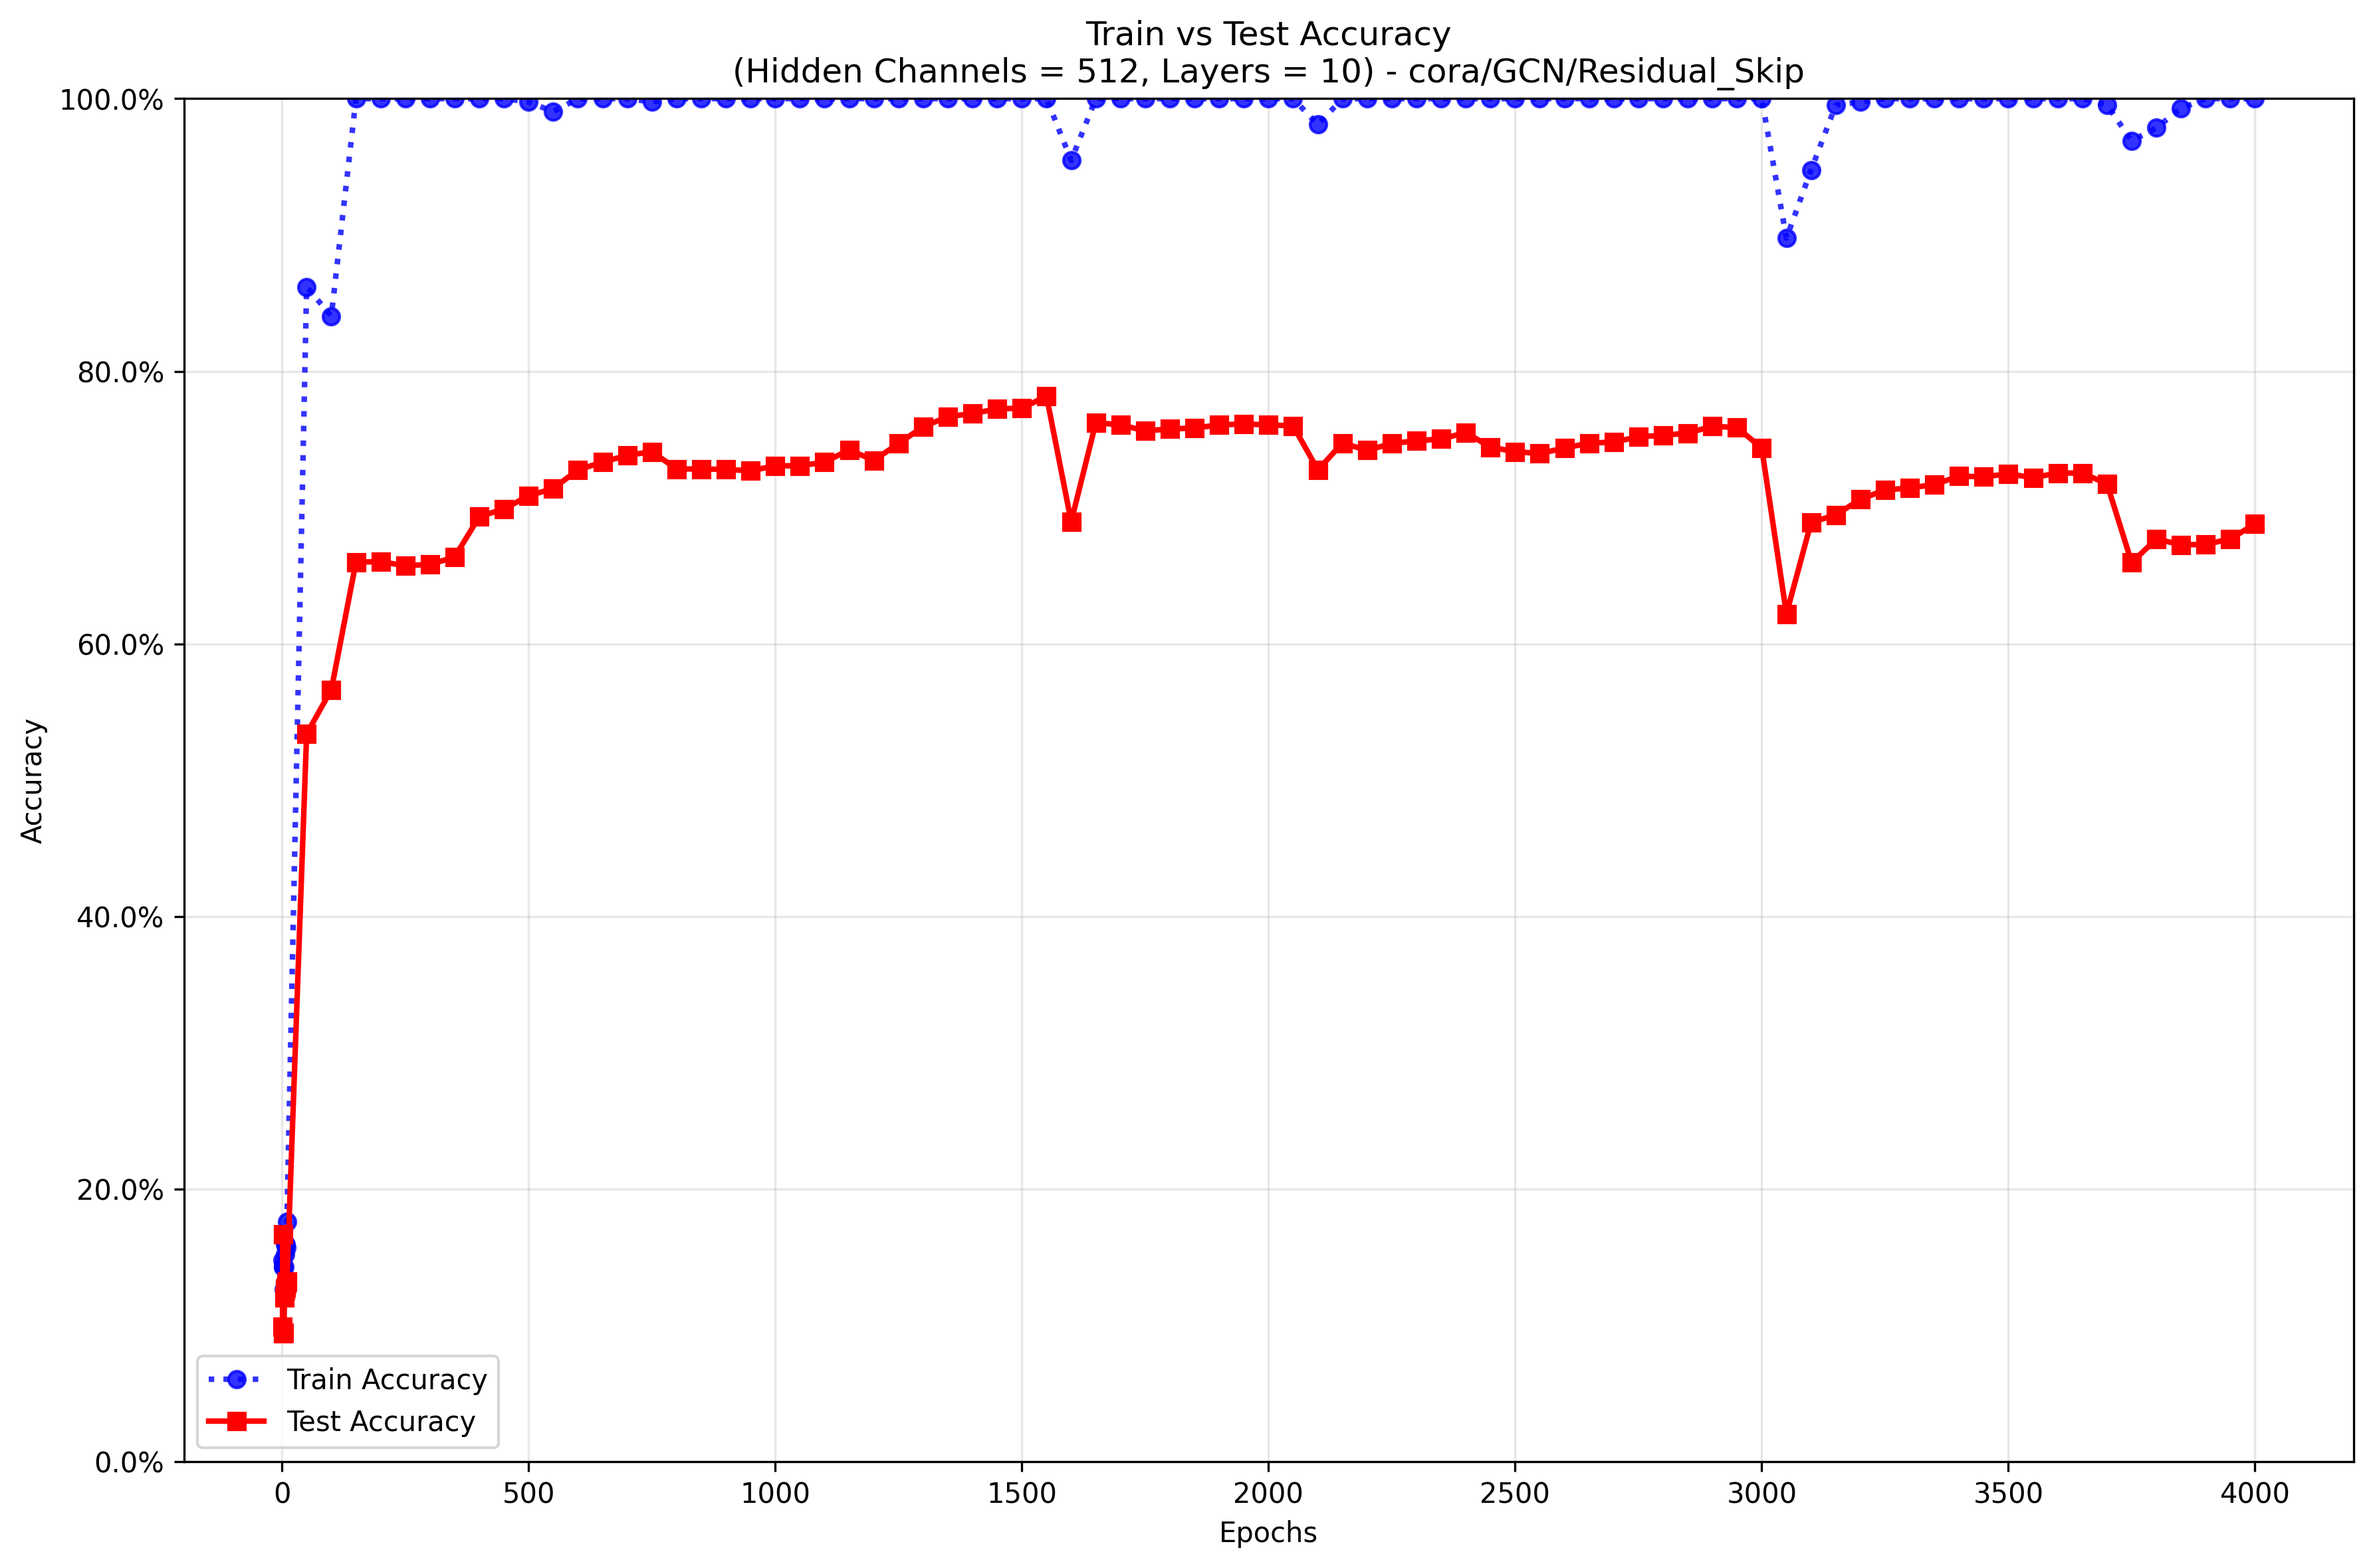 Train vs Test Accuracy
(Hidden Channels = 512, Layers = 10) - cora/GCN/Residual_Skip
100.0%
80.0%
60.0%
40.0%
20.0%
0.0%
Accuracy
Train Accuracy
Test Accuracy
0
500
1000
1500
2000
2500
3000
3500
4000
Epochs